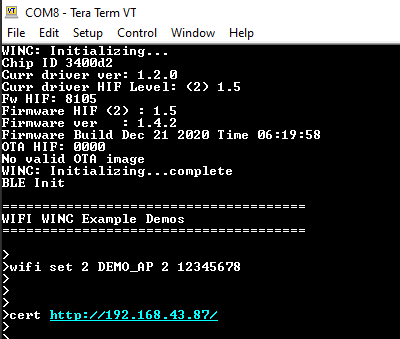 COM8 - Tera Term VT
File Edit Setup Control Window Help
WINC: Initializing...
Chip ID 3400d2
Curr driver ver: 1.2.0
Curr driver HIF Level: (2) 1.5
Fw HIF: 8105
Firmware HIF (2) : 1.5
Firmware ver   : 1.4.2
Firmware Build Dec 21 2020 Time 06:19:58
OTA HIF: 0000
No valid OTA image
WINC: Initializing...complete
BLE Init
=====================================
WIFI WINC Example Demos
=====================================
>
>wifi set 2 DEMO_AP 2 12345678
>
>
>
>cert http://192.168.43.87/
>
>